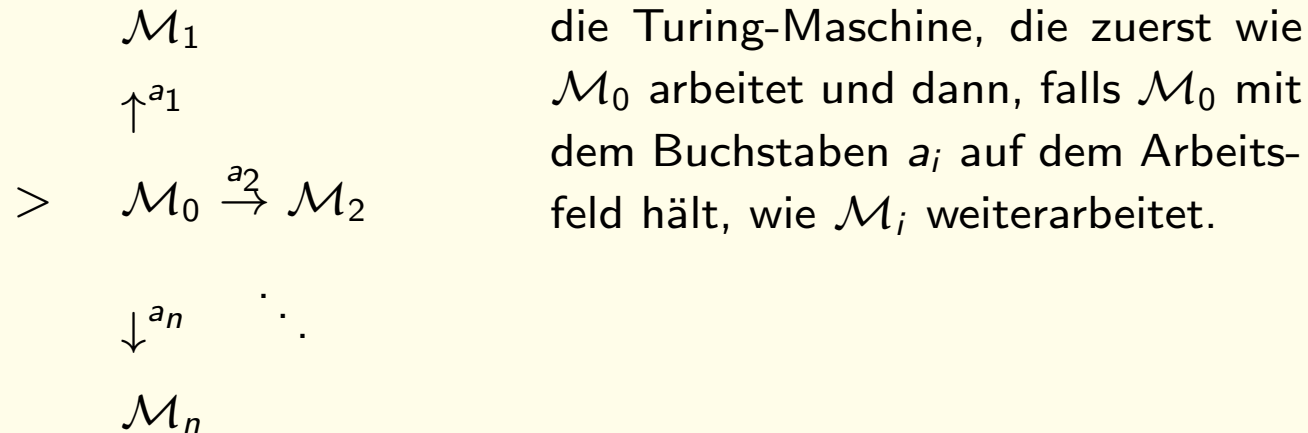 ℳ₁
↑ᵃ¹
> ℳ₀ →ᵃ² ℳ₂
↓ᵃⁿ ⋱
ℳₙ
die Turing-Maschine, die zuerst wie
ℳ₀ arbeitet und dann, falls ℳ₀ mit
dem Buchstaben aᵢ auf dem Arbeits-
feld hält, wie ℳᵢ weiterarbeitet.